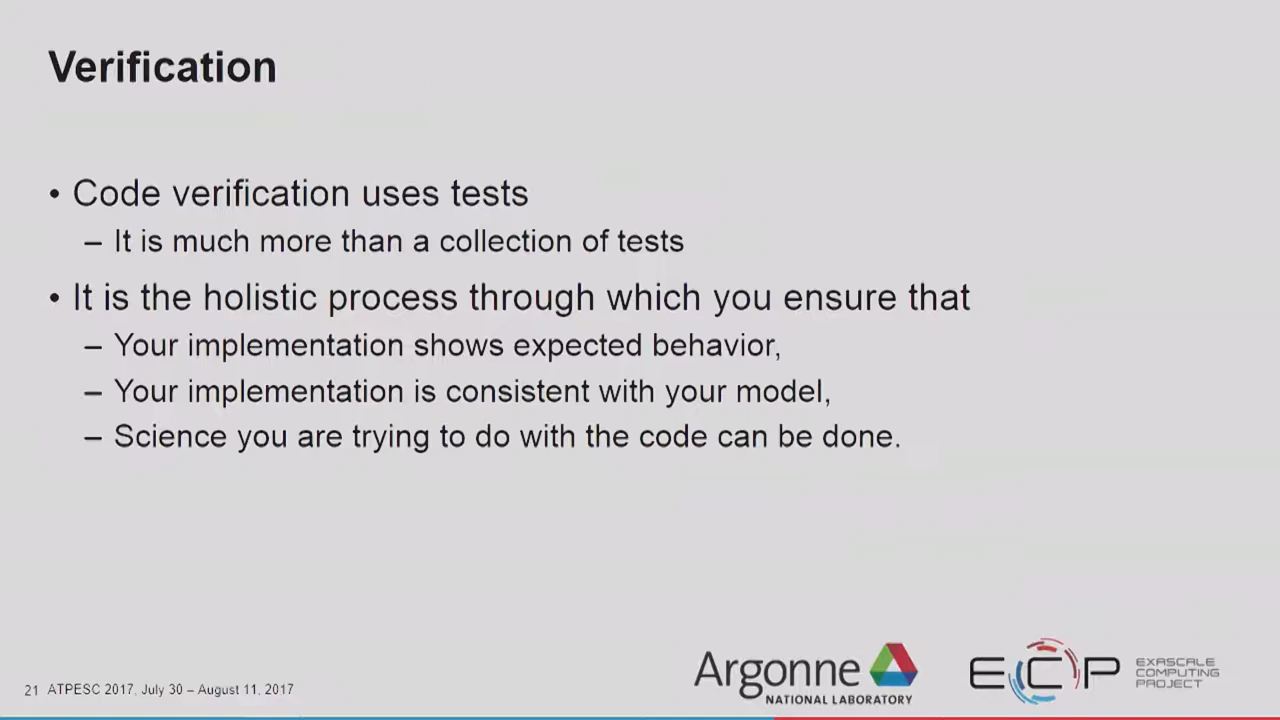 Verification
• Code verification uses tests
– It is much more than a collection of tests
• It is the holistic process through which you ensure that
– Your implementation shows expected behavior,
– Your implementation is consistent with your model,
– Science you are trying to do with the code can be done.
21 ATPESC 2017, July 30 – August 11, 2017
Argonne
NATIONAL LABORATORY
ECP
EXASCALE
COMPUTING
PROJECT